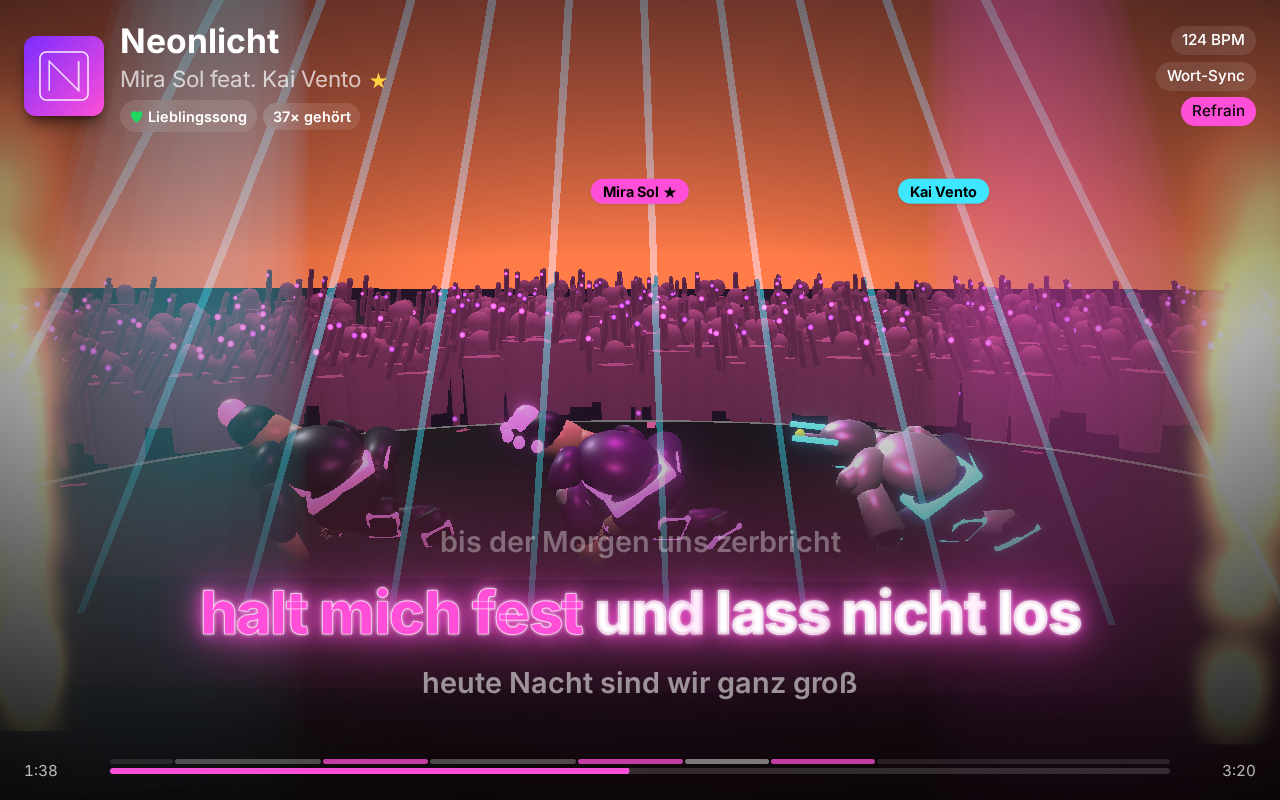 N
Neonlicht
Mira Sol feat. Kai Vento ★
Lieblingssong
37× gehört
124 BPM
Wort-Sync
Refrain
Mira Sol ★
Kai Vento
bis der Morgen uns zerbricht
halt mich fest und lass nicht los
heute Nacht sind wir ganz groß
1:38
3:20